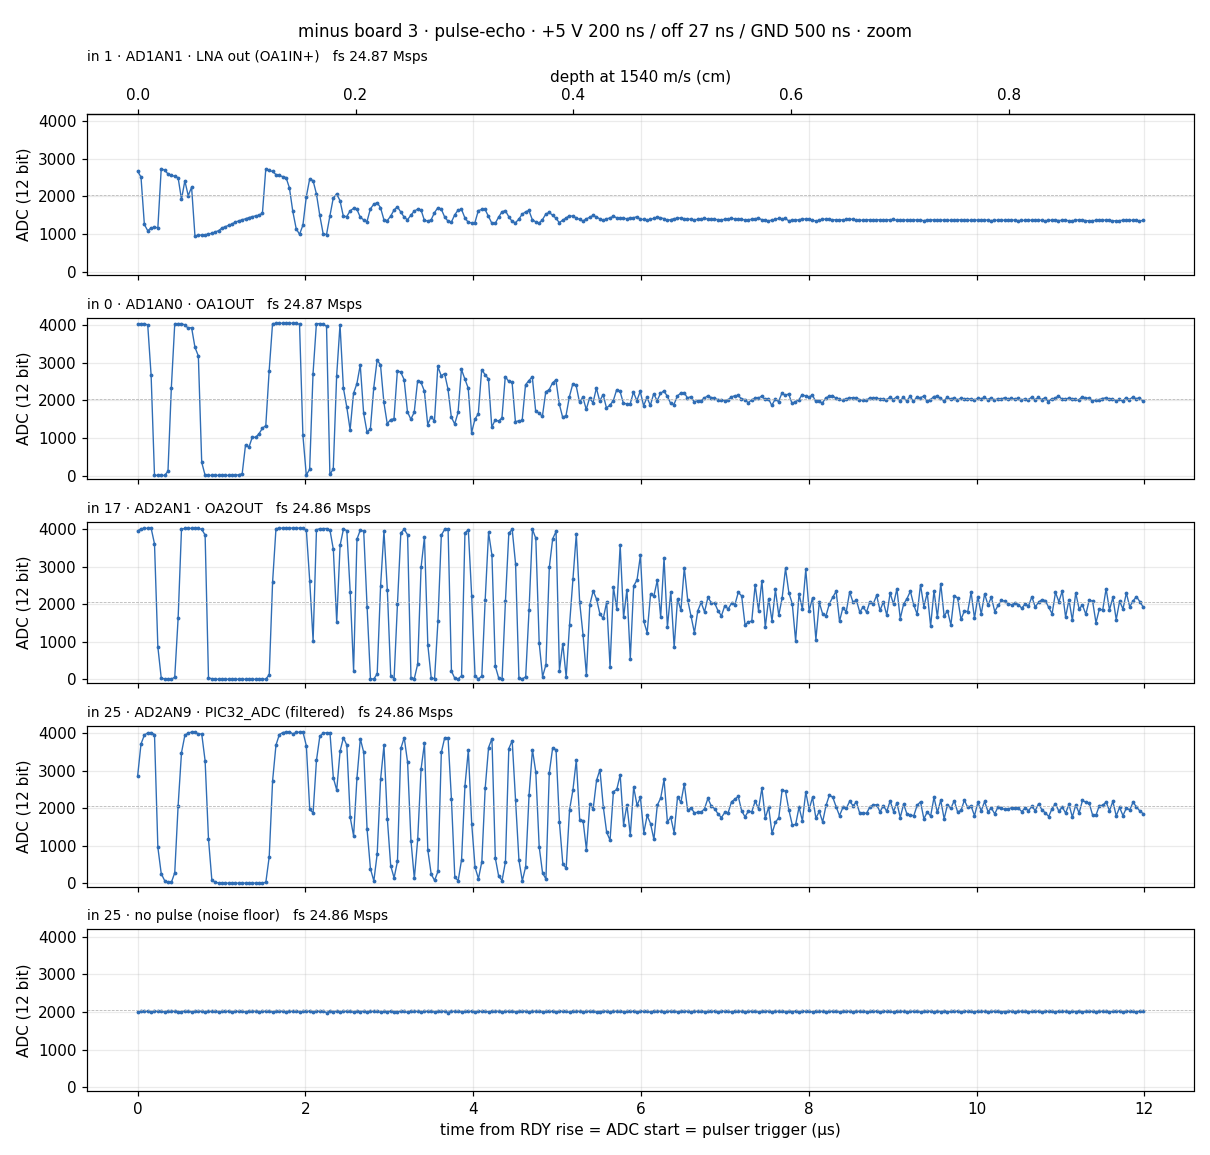 minus board 3 · pulse-echo · +5 V 200 ns / off 27 ns / GND 500 ns · zoom
in 1 · AD1AN1 · LNA out (OA1IN+)   fs 24.87 Msps
depth at 1540 m/s (cm)
0.0 0.2 0.4 0.6 0.8
ADC (12 bit)
4000
3000
2000
1000
0
in 0 · AD1AN0 · OA1OUT   fs 24.87 Msps
ADC (12 bit)
4000
3000
2000
1000
0
in 17 · AD2AN1 · OA2OUT   fs 24.86 Msps
ADC (12 bit)
4000
3000
2000
1000
0
in 25 · AD2AN9 · PIC32_ADC (filtered)   fs 24.86 Msps
ADC (12 bit)
4000
3000
2000
1000
0
in 25 · no pulse (noise floor)   fs 24.86 Msps
ADC (12 bit)
4000
3000
2000
1000
0
0 2 4 6 8 10 12
time from RDY rise = ADC start = pulser trigger (µs)